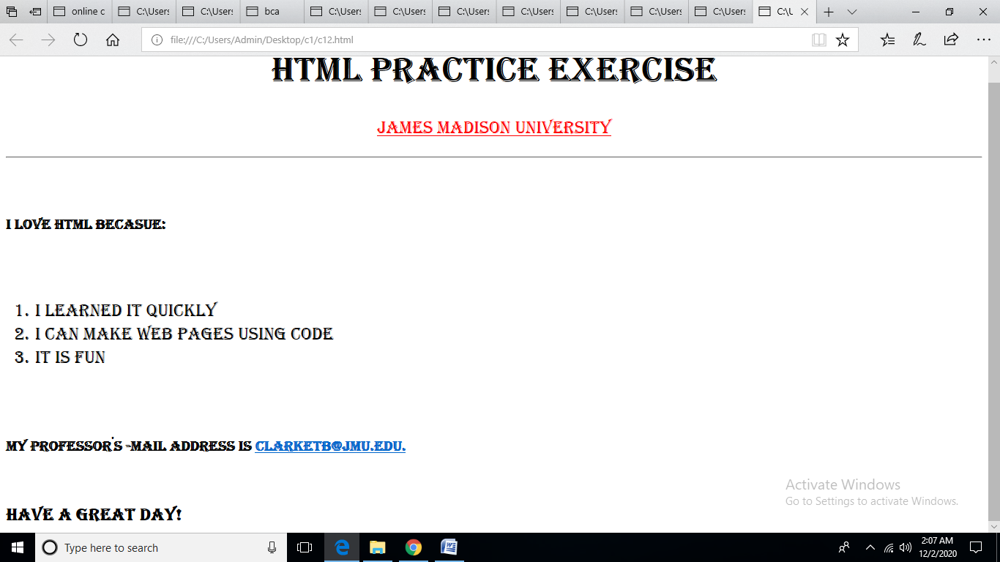 online c
C:\Users
C:\Users
bca
C:\Users
C:\Users
C:\Users
C:\Users
C:\Users
C:\Users
C:\Users
C:\U
file:///C:/Users/Admin/Desktop/c1/c12.html
HTML PRACTICE EXERCISE
JAMES MADISON UNIVERSITY
I LOVE HTML BECASUE:
1. I LEARNED IT QUICKLY
2. I CAN MAKE WEB PAGES USING CODE
3. IT IS FUN
MY PROFESSOR'S -MAIL ADDRESS IS CLARKETB@JMU.EDU.
HAVE A GREAT DAY!
Activate Windows
Go to Settings to activate Windows.
Type here to search
2:07 AM
12/2/2020